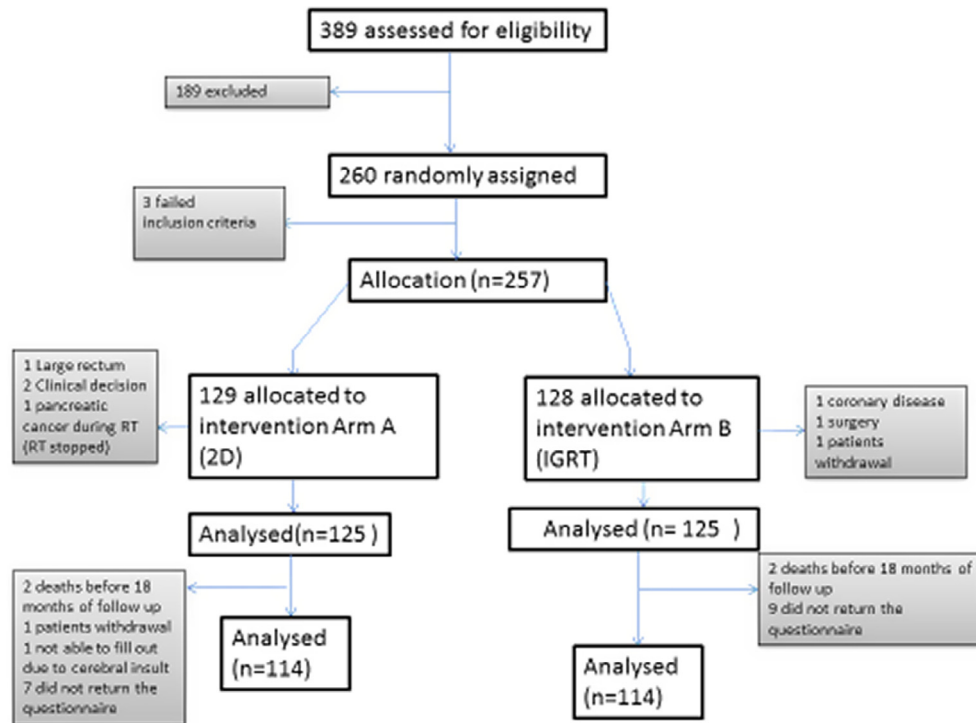 389 assessed for eligibility
189 excluded
260 randomly assigned
3 failed
inclusion criteria
Allocation (n=257)
1 Large rectum
2 Clinical decision
1 pancreatic
cancer during RT
(RT stopped)
129 allocated to
intervention Arm A
(2D)
128 allocated to
intervention Arm B
(IGRT)
1 coronary disease
1 surgery
1 patients
withdrawal
Analysed(n=125 )
Analysed (n= 125 )
2 deaths before 18
months of follow up
1 patients withdrawal
1 not able to fill out
due to cerebral insult
7 did not return the
questionnaire
Analysed
(n=114)
2 deaths before 18 months of
follow up
9 did not return the
questionnaire
Analysed
(n=114)